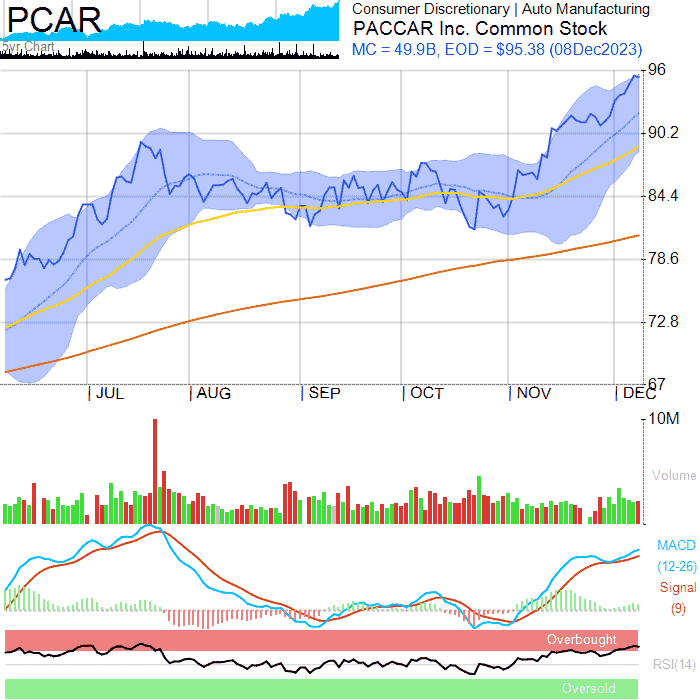 PCAR
5yr Chart
Consumer Discretionary | Auto Manufacturing
PACCAR Inc. Common Stock
MC = 49.9B, EOD = $95.38 (08Dec2023)
96
90.2
84.4
78.6
72.8
67
JUL AUG SEP OCT NOV DEC
10M
Volume
MACD
(12-26)
Signal
(9)
Overbought
RSI(14)
Oversold